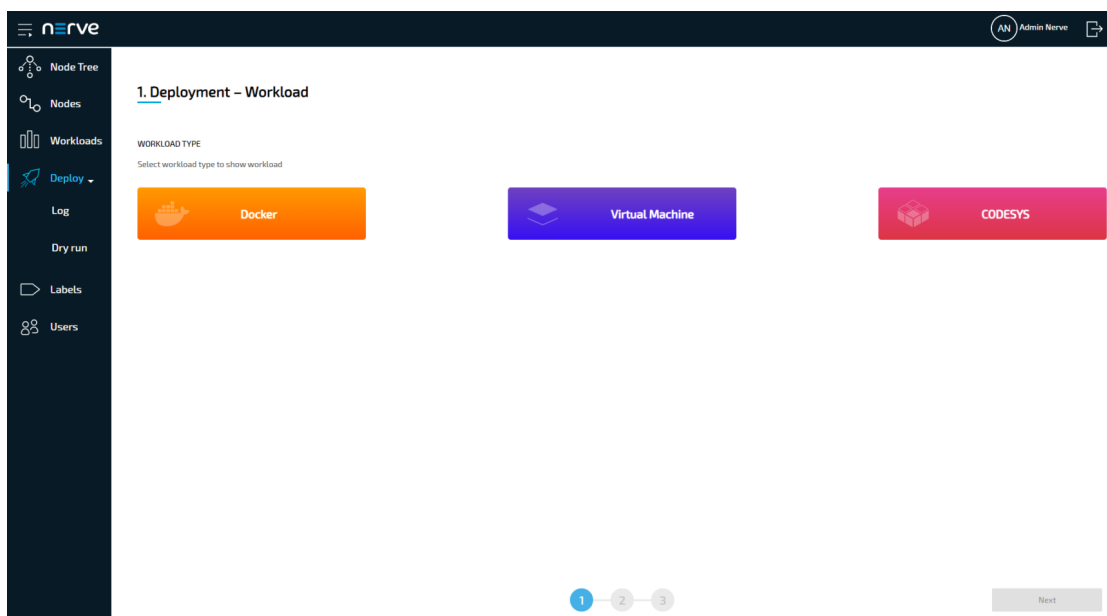 nerve
AN Admin Nerve
Node Tree
Nodes
Workloads
Deploy
Log
Dry run
Labels
Users
1. Deployment – Workload
WORKLOAD TYPE
Select workload type to show workload
Docker
Virtual Machine
CODESYS
1 2 3
Next